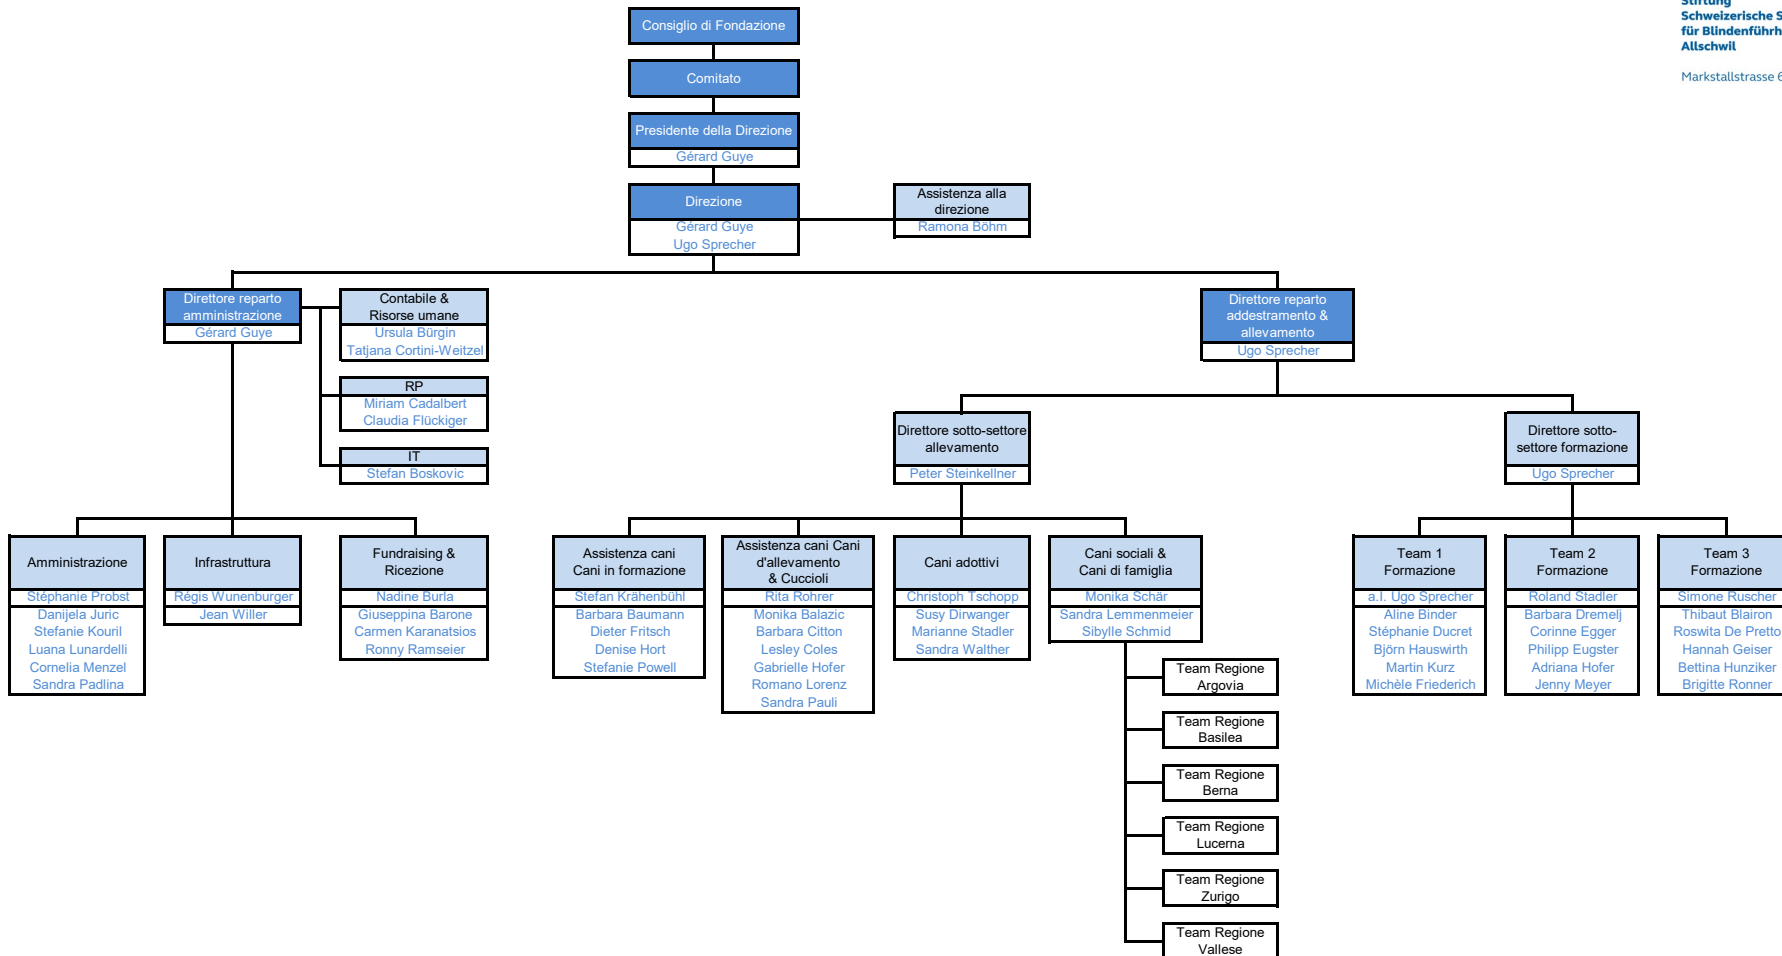 Stiftung
Schweizerische S
für Blindenführh
Allschwil
Markstallstrasse 6
Consiglio di Fondazione
Comitato
Presidente della Direzione
Gérard Guye
Direzione
Gérard Guye
Ugo Sprecher
Assistenza alla
direzione
Ramona Böhm
Direttore reparto
amministrazione
Gérard Guye
Contabile &
Risorse umane
Ursula Bürgin
Tatjana Cortini-Weitzel
RP
Miriam Cadalbert
Claudia Flückiger
IT
Stefan Boskovic
Direttore reparto
addestramento &
allevamento
Ugo Sprecher
Direttore sotto-settore
allevamento
Peter Steinkellner
Direttore sotto-
settore formazione
Ugo Sprecher
Amministrazione
Stéphanie Probst
Danijela Juric
Stefanie Kouril
Luana Lunardelli
Cornelia Menzel
Sandra Padlina
Infrastruttura
Régis Wunenburger
Jean Willer
Fundraising &
Ricezione
Nadine Burla
Giuseppina Barone
Carmen Karanatsios
Ronny Ramseier
Assistenza cani
Cani in formazione
Stefan Krähenbühl
Barbara Baumann
Dieter Fritsch
Denise Hort
Stefanie Powell
Assistenza cani Cani
d'allevamento
& Cuccioli
Rita Rohrer
Monika Balazic
Barbara Citton
Lesley Coles
Gabrielle Hofer
Romano Lorenz
Sandra Pauli
Cani adottivi
Christoph Tschopp
Susy Dirwanger
Marianne Stadler
Sandra Walther
Cani sociali &
Cani di famiglia
Monika Schär
Sandra Lemmenmeier
Sibylle Schmid
Team Regione
Argovia
Team Regione
Basilea
Team Regione
Berna
Team Regione
Lucerna
Team Regione
Zurigo
Team Regione
Vallese
Team 1
Formazione
a.I. Ugo Sprecher
Aline Binder
Stéphanie Ducret
Björn Hauswirth
Martin Kurz
Michèle Friederich
Team 2
Formazione
Roland Stadler
Barbara Dremelj
Corinne Egger
Philipp Eugster
Adriana Hofer
Jenny Meyer
Team 3
Formazione
Simone Ruscher
Thibaut Blairon
Roswita De Pretto
Hannah Geiser
Bettina Hunziker
Brigitte Ronner